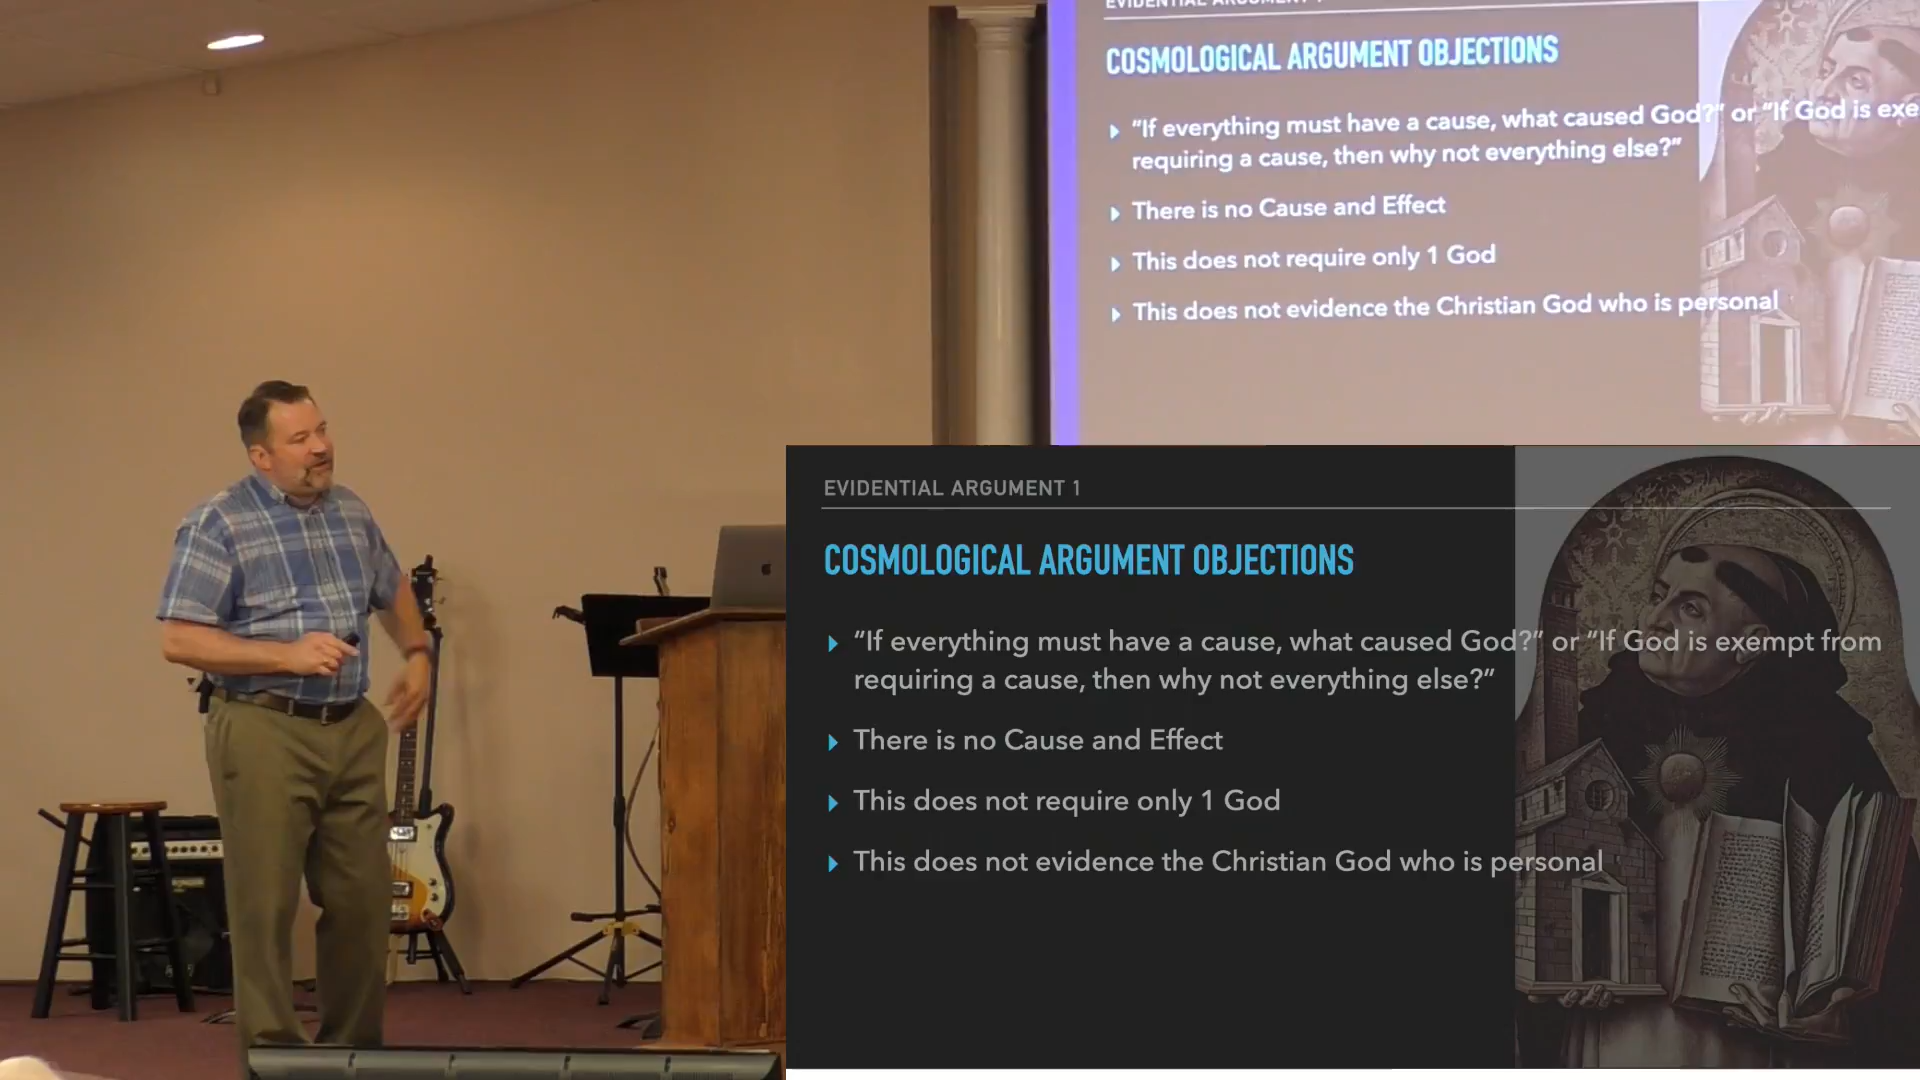 EVIDENTIAL ARGUMENT 1
COSMOLOGICAL ARGUMENT OBJECTIONS
“If everything must have a cause, what caused God?” or “If God is exe
requiring a cause, then why not everything else?”
There is no Cause and Effect
This does not require only 1 God
This does not evidence the Christian God who is personal
EVIDENTIAL ARGUMENT 1
COSMOLOGICAL ARGUMENT OBJECTIONS
“If everything must have a cause, what caused God?” or “If God is exempt from
requiring a cause, then why not everything else?”
There is no Cause and Effect
This does not require only 1 God
This does not evidence the Christian God who is personal